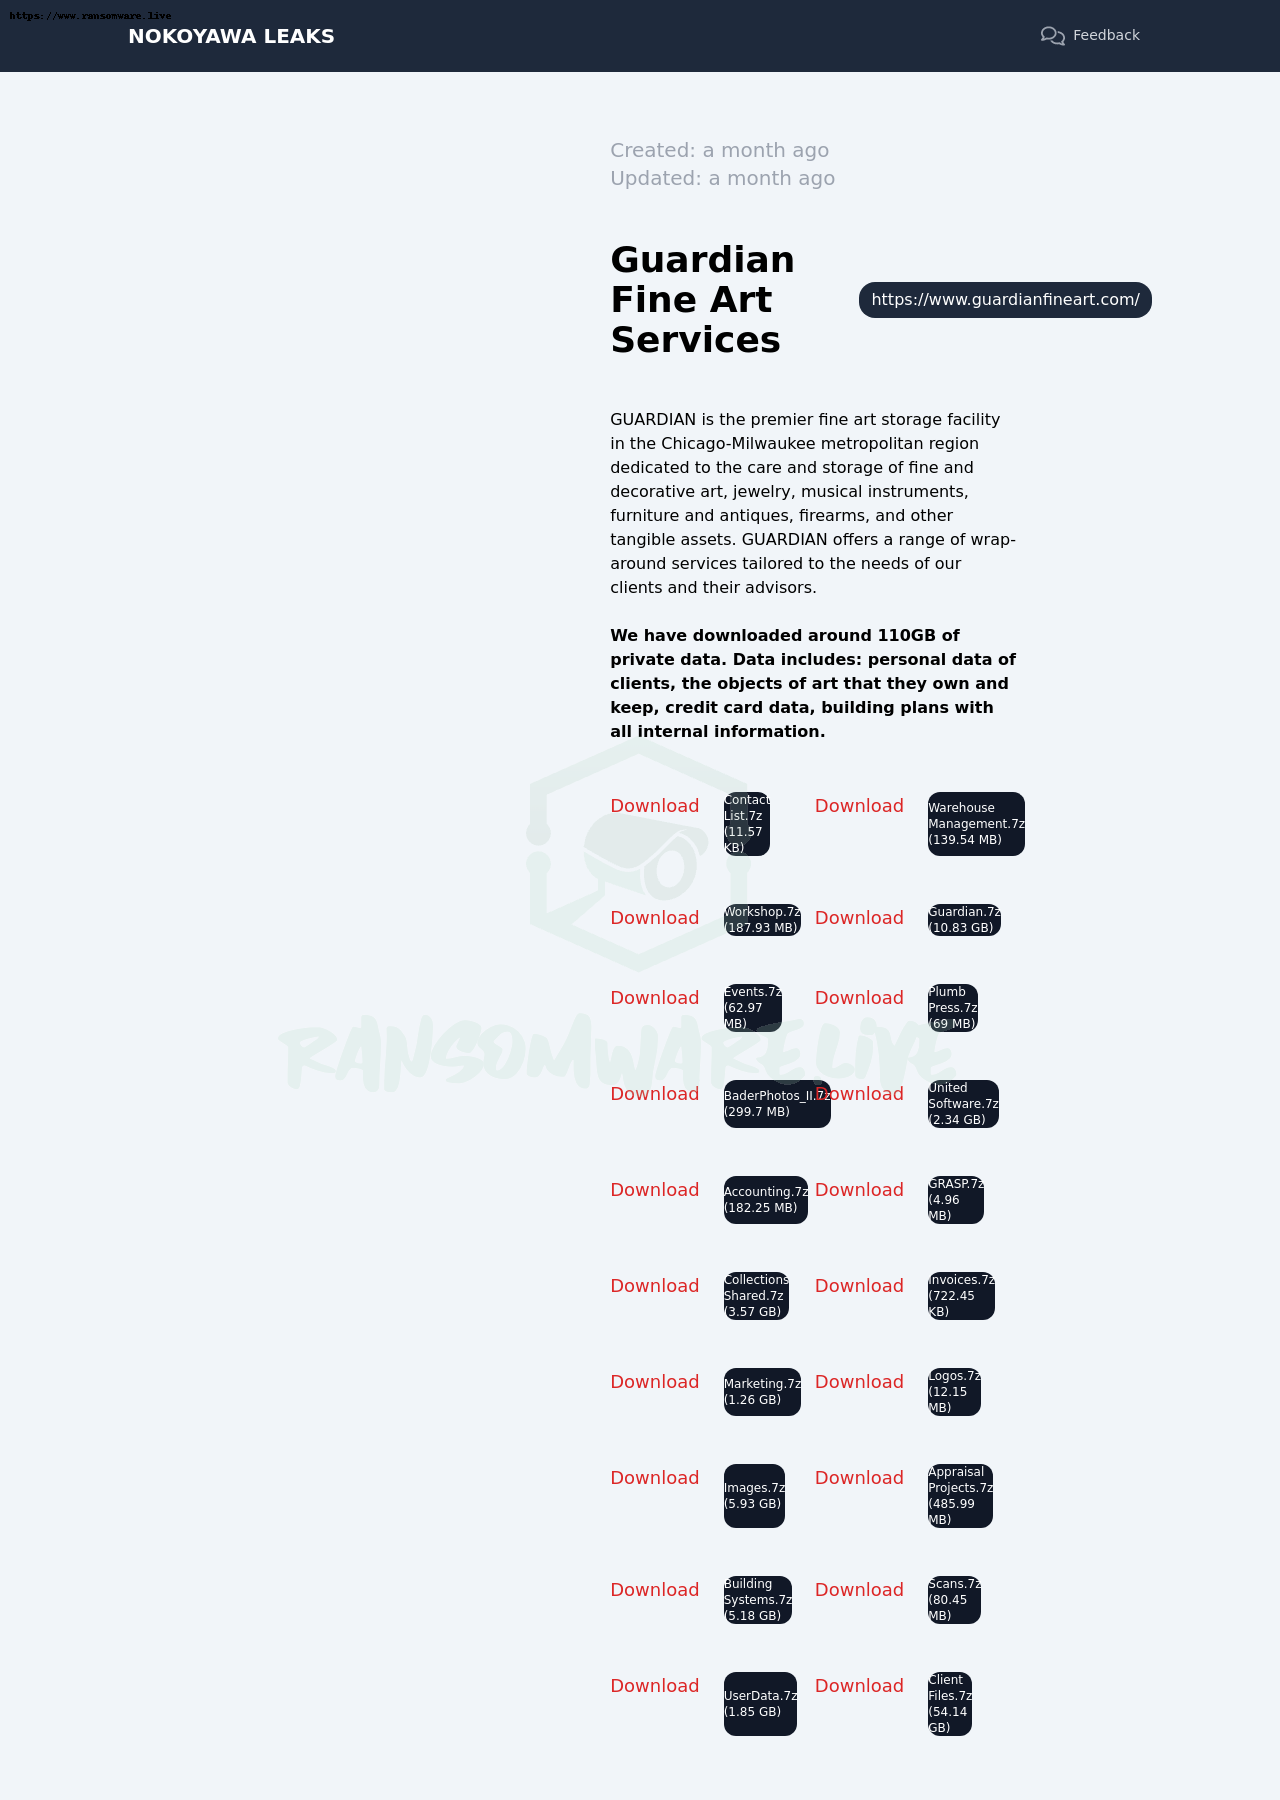 https://www.ransomware.live
NOKOYAWA LEAKS
Feedback
Created: a month ago
Updated: a month ago
Guardian
Fine Art
Services
https://www.guardianfineart.com/
GUARDIAN is the premier fine art storage facility
in the Chicago-Milwaukee metropolitan region
dedicated to the care and storage of fine and
decorative art, jewelry, musical instruments,
furniture and antiques, firearms, and other
tangible assets. GUARDIAN offers a range of wrap-
around services tailored to the needs of our
clients and their advisors.
We have downloaded around 110GB of
private data. Data includes: personal data of
clients, the objects of art that they own and
keep, credit card data, building plans with
all internal information.
Download
Contact
List.7z
(11.57
KB)
Download
Warehouse
Management.7z
(139.54 MB)
Download
Workshop.7z
(187.93 MB)
Download
Guardian.7z
(10.83 GB)
Download
Events.7z
(62.97
MB)
Download
Plumb
Press.7z
(69 MB)
RANSOMWARE.LIVE
Download
BaderPhotos_II.7z
(299.7 MB)
Download
United
Software.7z
(2.34 GB)
Download
Accounting.7z
(182.25 MB)
Download
GRASP.7z
(4.96
MB)
Download
Collections
Shared.7z
(3.57 GB)
Download
Invoices.7z
(722.45
KB)
Download
Marketing.7z
(1.26 GB)
Download
Logos.7z
(12.15
MB)
Download
Images.7z
(5.93 GB)
Download
Appraisal
Projects.7z
(485.99
MB)
Download
Building
Systems.7z
(5.18 GB)
Download
Scans.7z
(80.45
MB)
Download
UserData.7z
(1.85 GB)
Download
Client
Files.7z
(54.14
GB)